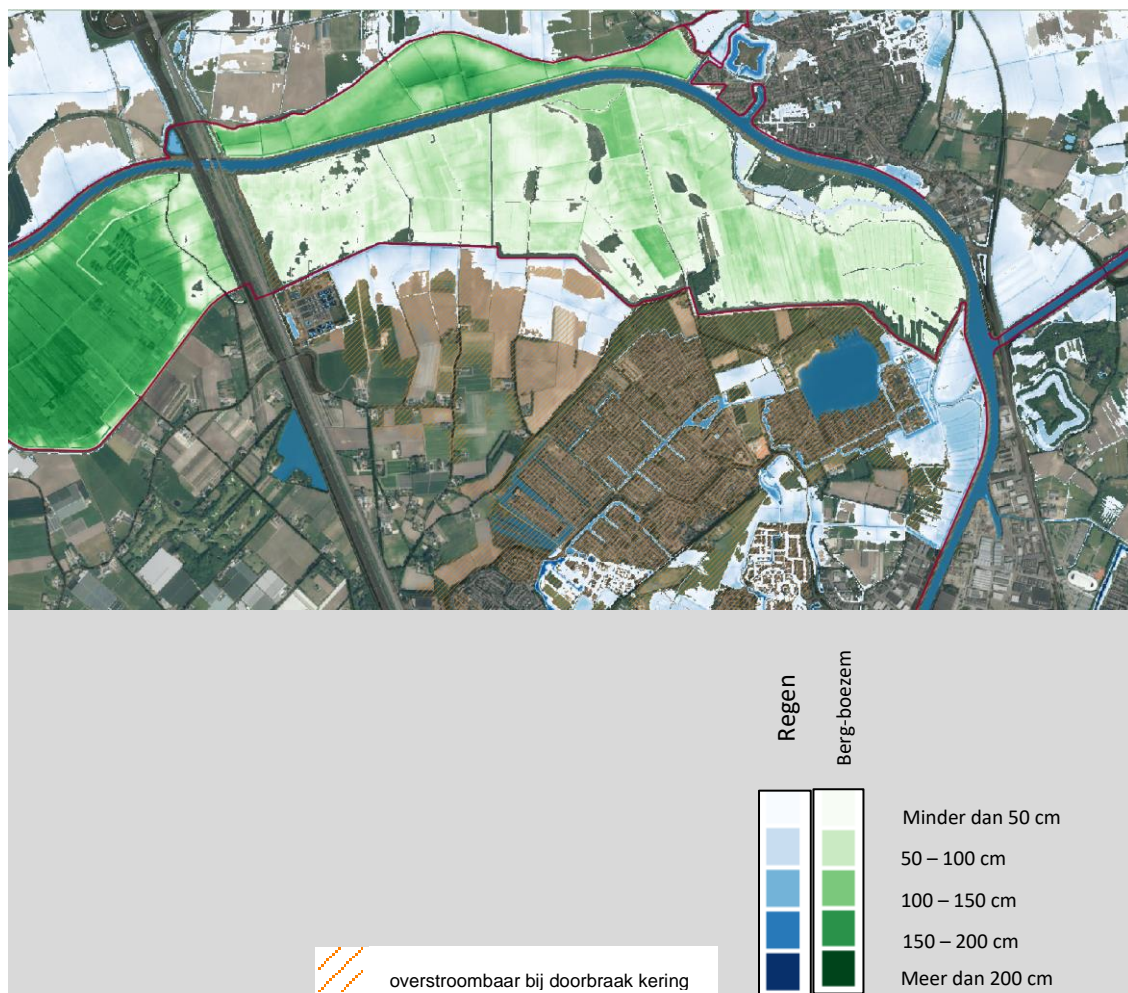 Regen
Berg-boezem
Minder dan 50 cm
50 – 100 cm
100 – 150 cm
150 – 200 cm
Meer dan 200 cm
overstroombaar bij doorbraak kering